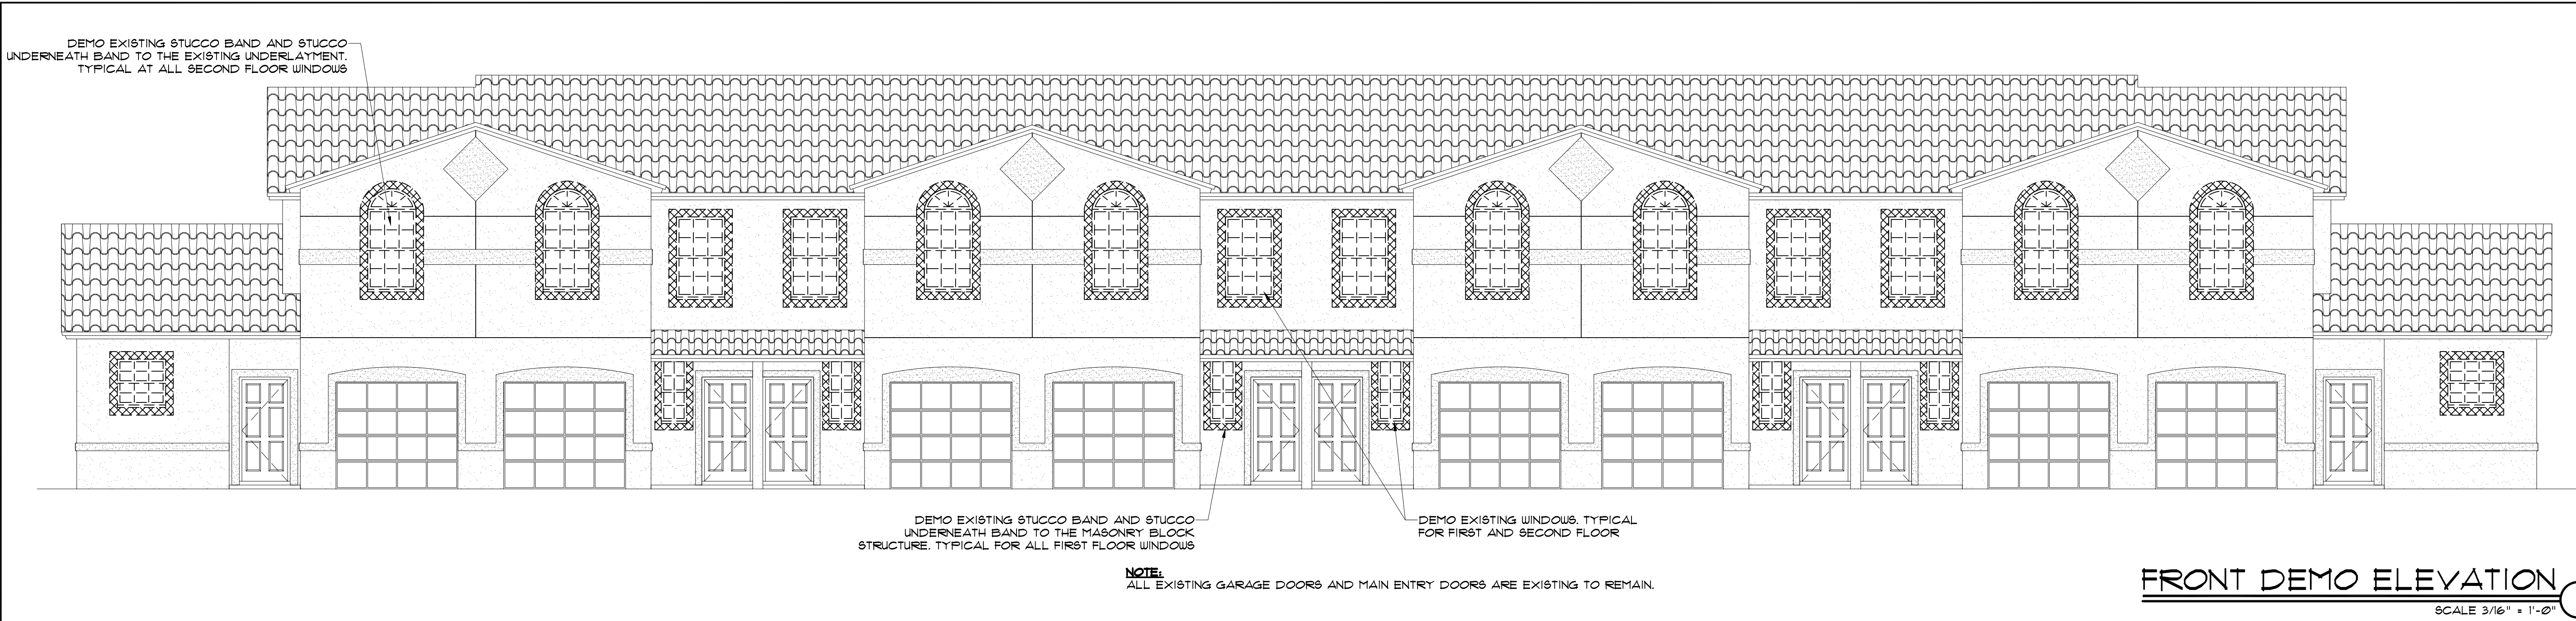 DEMO EXISTING STUCCO BAND AND STUCCO
UNDERNEATH BAND TO THE EXISTING UNDERLAYMENT.
TYPICAL AT ALL SECOND FLOOR WINDOWS
DEMO EXISTING STUCCO BAND AND STUCCO
UNDERNEATH BAND TO THE MASONRY BLOCK
STRUCTURE. TYPICAL FOR ALL FIRST FLOOR WINDOWS
DEMO EXISTING WINDOWS. TYPICAL
FOR FIRST AND SECOND FLOOR
NOTE:
ALL EXISTING GARAGE DOORS AND MAIN ENTRY DOORS ARE EXISTING TO REMAIN.
FRONT DEMO ELEVATION
SCALE 3/16" = 1'-0"